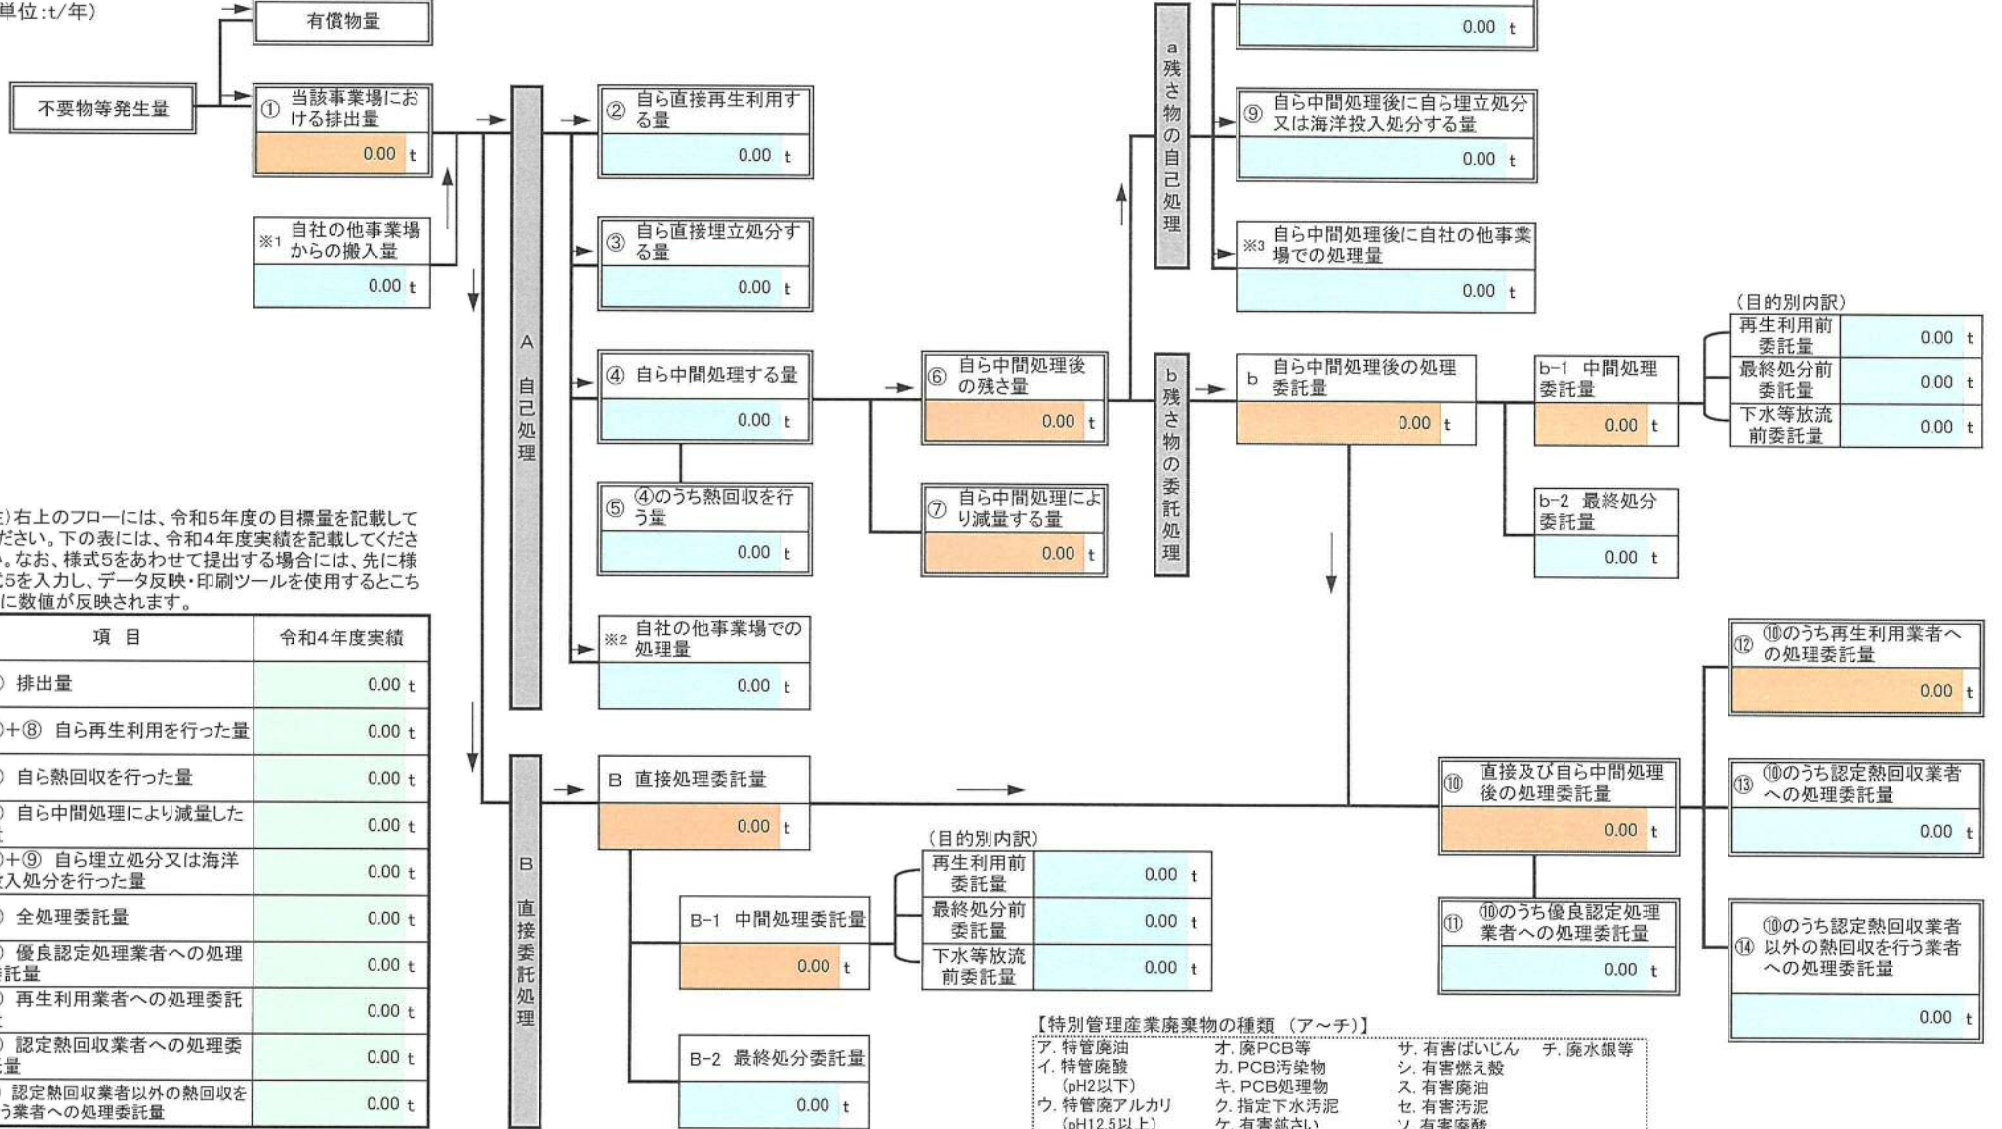 単位:t/年)
有償物量
不要物等発生量
① 当該事業場にお
ける排出量
0.00 t
※1 自社の他事業場
からの搬入量
0.00 t
A 自己処理
② 自ら直接再生利用す
る量
0.00 t
③ 自ら直接埋立処分す
る量
0.00 t
④ 自ら中間処理する量
0.00 t
⑤ ④のうち熱回収を行
う量
0.00 t
※2 自社の他事業場での
処理量
0.00 t
⑥ 自ら中間処理後
の残さ量
0.00 t
⑦ 自ら中間処理によ
り減量する量
0.00 t
a 残さ物の自己処理
0.00 t
⑨ 自ら中間処理後に自ら埋立処分
又は海洋投入処分する量
0.00 t
※3 自ら中間処理後に自社の他事業
場での処理量
0.00 t
b 残さ物の委託処理
b 自ら中間処理後の処理
委託量
0.00 t
b-1 中間処理
委託量
0.00 t
(目的別内訳)
再生利用前
委託量 0.00 t
最終処分前
委託量 0.00 t
下水等放流
前委託量 0.00 t
b-2 最終処分
委託量
0.00 t
)右上のフローには、令和5年度の目標量を記載して
ださい。下の表には、令和4年度実績を記載してくださ
。なお、様式5をあわせて提出する場合には、先に様
5を入力し、データ反映・印刷ツールを使用するとこち
に数値が反映されます。
項 目 令和4年度実績
) 排出量 0.00 t
)+⑧ 自ら再生利用を行った量 0.00 t
) 自ら熱回収を行った量 0.00 t
) 自ら中間処理により減量した
0.00 t
)+⑨ 自ら埋立処分又は海洋
入処分を行った量 0.00 t
) 全処理委託量 0.00 t
) 優良認定処理業者への処理
託量 0.00 t
) 再生利用業者への処理委託
0.00 t
) 認定熱回収業者への処理委
量 0.00 t
) 認定熱回収業者以外の熱回収を
う業者への処理委託量 0.00 t
B 直接委託処理
B 直接処理委託量
0.00 t
B-1 中間処理委託量
0.00 t
(目的別内訳)
再生利用前
委託量 0.00 t
最終処分前
委託量 0.00 t
下水等放流
前委託量 0.00 t
B-2 最終処分委託量
0.00 t
⑩ 直接及び自ら中間処理
後の処理委託量
0.00 t
⑪ ⑩のうち優良認定処理
業者への処理委託量
0.00 t
⑫ ⑩のうち再生利用業者へ
の処理委託量
0.00 t
⑬ ⑩のうち認定熱回収業者
への処理委託量
0.00 t
⑭ ⑩のうち認定熱回収業者
以外の熱回収を行う業者
への処理委託量
0.00 t
【特別管理産業廃棄物の種類 (ア~チ)】
ア. 特管廃油
イ. 特管廃酸
(pH2以下)
ウ. 特管廃アルカリ
(pH12.5以上)
オ. 廃PCB等
カ. PCB汚染物
キ. PCB処理物
ク. 指定下水汚泥
ケ. 有害鉱さい
サ. 有害ばいじん
シ. 有害燃え殻
ス. 有害廃油
セ. 有害汚泥
ソ. 有害廃酸
チ. 廃水銀等